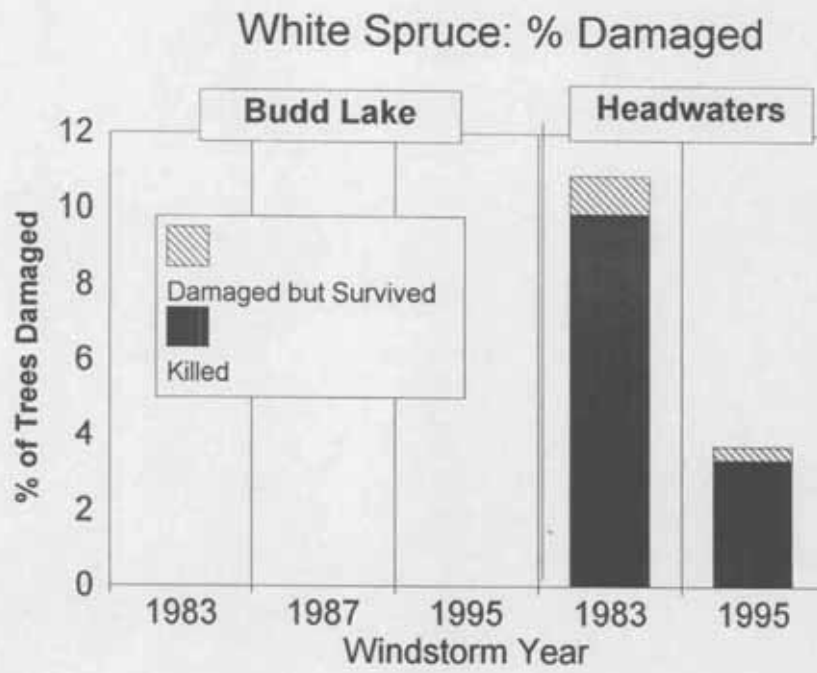 White Spruce: % Damaged
Budd Lake
Headwaters
% of Trees Damaged
12
10
8
6
4
2
0
Damaged but Survived
Killed
1983
1987
1995
1983
1995
Windstorm Year